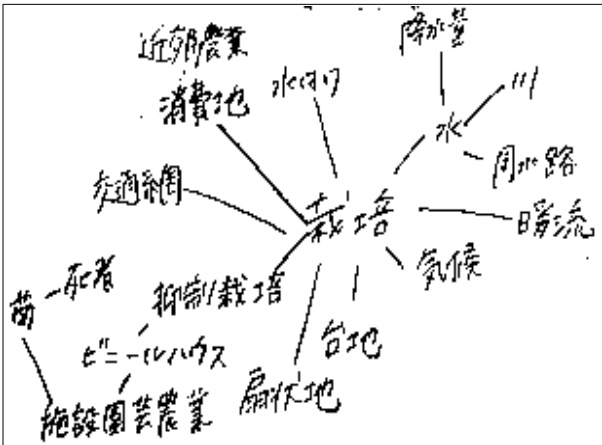 近郊農業
消費地
水はけ
降水量
川
水
用水路
交通網
栽培
暖流
気候
抑制栽培
台地
扇状地
ビニールハウス
施設園芸農業
苗